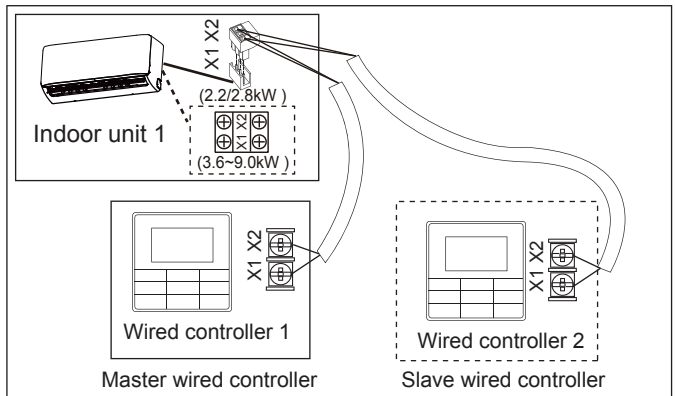 X1 X2
(2.2/2.8kW )
Indoor unit 1
X1 X2
(3.6~9.0kW )
X1 X2
Wired controller 1
Master wired controller
X1 X2
Wired controller 2
Slave wired controller